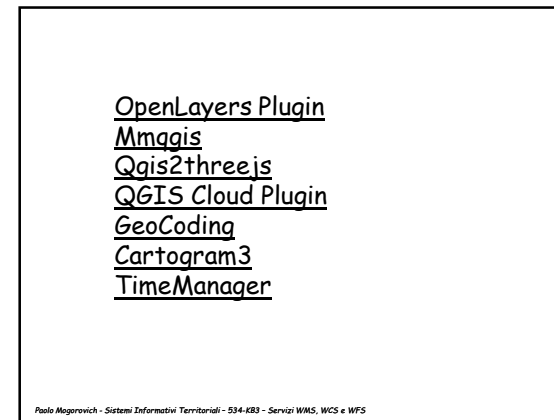 OpenLayers Plugin
Mmqgis
Qgis2threejs
QGIS Cloud Plugin
GeoCoding
Cartogram3
TimeManager
Paolo Mogorovich - Sistemi Informativi Territoriali - 534-KB3 - Servizi WMS, WCS e WFS